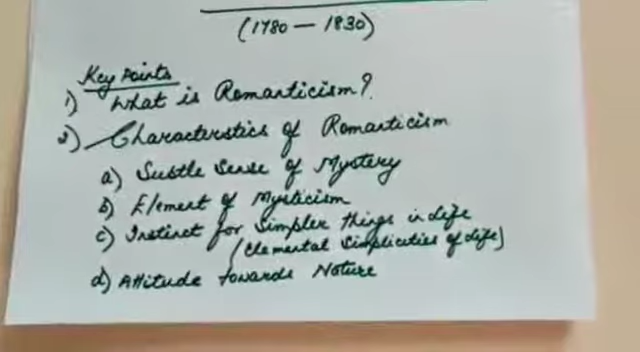 (1780 — 1830)
Key Points
1) What is Romanticism?
2) Characterstics of Romanticism
a) Subtle Sense of Mystery
b) Element of Mysticism
c) Instinct for Simpler things in life
(elemental Simplicities of life)
d) Attitude towards Nature